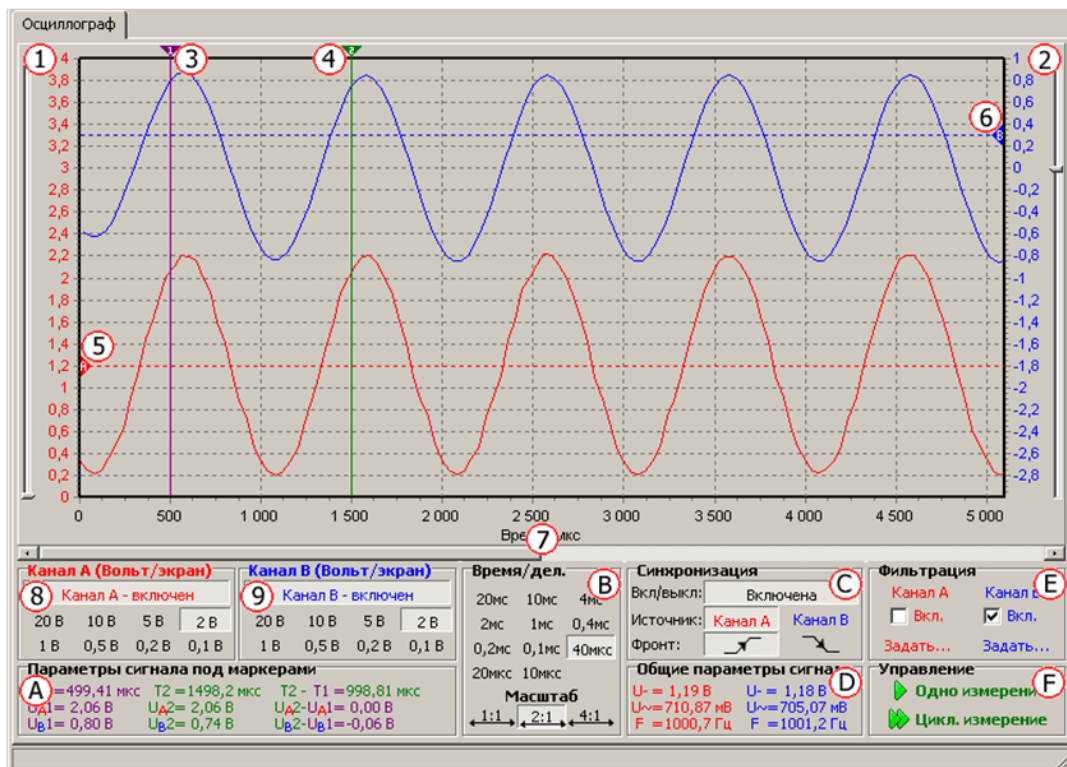 Осциллограф
1 1 3 4 2 2
4 1
3,8 0,8
3,6 0,6
3,4 0,4 6
3,2 0,2 B
3 0
2,8 -0,2
2,6 -0,4
2,4 -0,6
2,2 -0,8
2 -1
1,8 -1,2
1,6 -1,4
1,4 5 -1,6
1,2 A -1,8
1 -2
0,8 -2,2
0,6 -2,4
0,4 -2,6
0,2 -2,8
0
0 500 1 000 1 500 2 000 2 500 3 000 3 500 4 000 4 500 5 000
7 мкс
Канал A (Вольт/экран)
8 Канал A - включен
20 В 10 В 5 В 2 В
1 В 0,5 В 0,2 В 0,1 В
Канал B (Вольт/экран)
9 Канал B - включен
20 В 10 В 5 В 2 В
1 В 0,5 В 0,2 В 0,1 В
Параметры сигнала под маркерами
A =499,41 мкс T2 =1498,2 мкс T2 - T1 =998,81 мкс
UA1= 2,06 В UA2= 2,06 В UA2-UA1= 0,00 В
UB1= 0,80 В UB2= 0,74 В UB2-UB1=-0,06 В
Время/дел. B
20мс 10мс 4мс
2мс 1мс 0,4мс
0,2мс 0,1мс 40мкс
20мкс 10мкс
Масштаб
1:1 2:1 4:1
Синхронизация C
Вкл/выкл: Включена
Источник: Канал A Канал B
Фронт:
Общие параметры D
U- = 1,19 В U- = 1,18 В
U~=710,87 мВ U~=705,07 мВ
F =1000,7 Гц F =1001,2 Гц
Фильтрация E
Канал A Канал
Вкл. Вкл.
Задать... Задать...
Управление F
Одно
Цикл. измерение